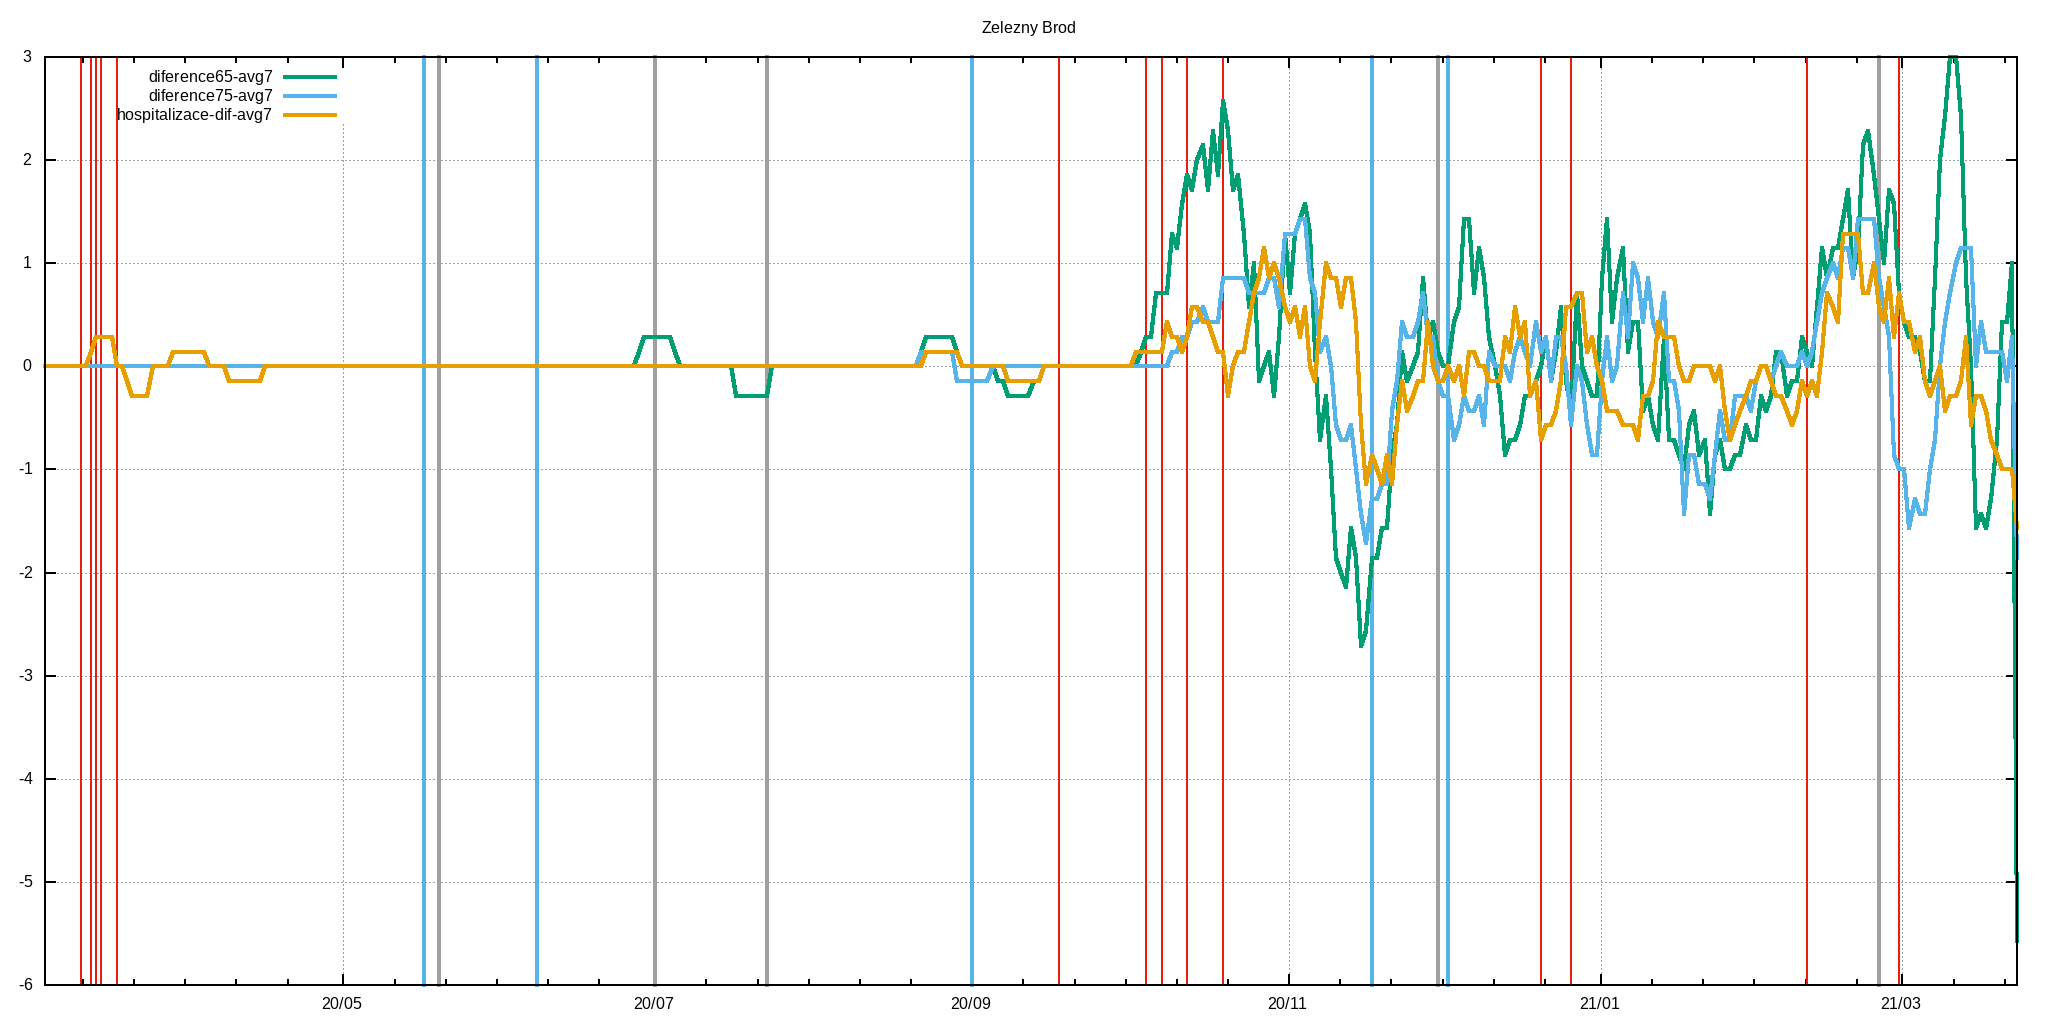 Zelezny Brod
diference65-avg7
diference75-avg7
hospitalizace-dif-avg7
3
2
1
0
-1
-2
-3
-4
-5
-6
20/05 20/07 20/09 20/11 21/01 21/03